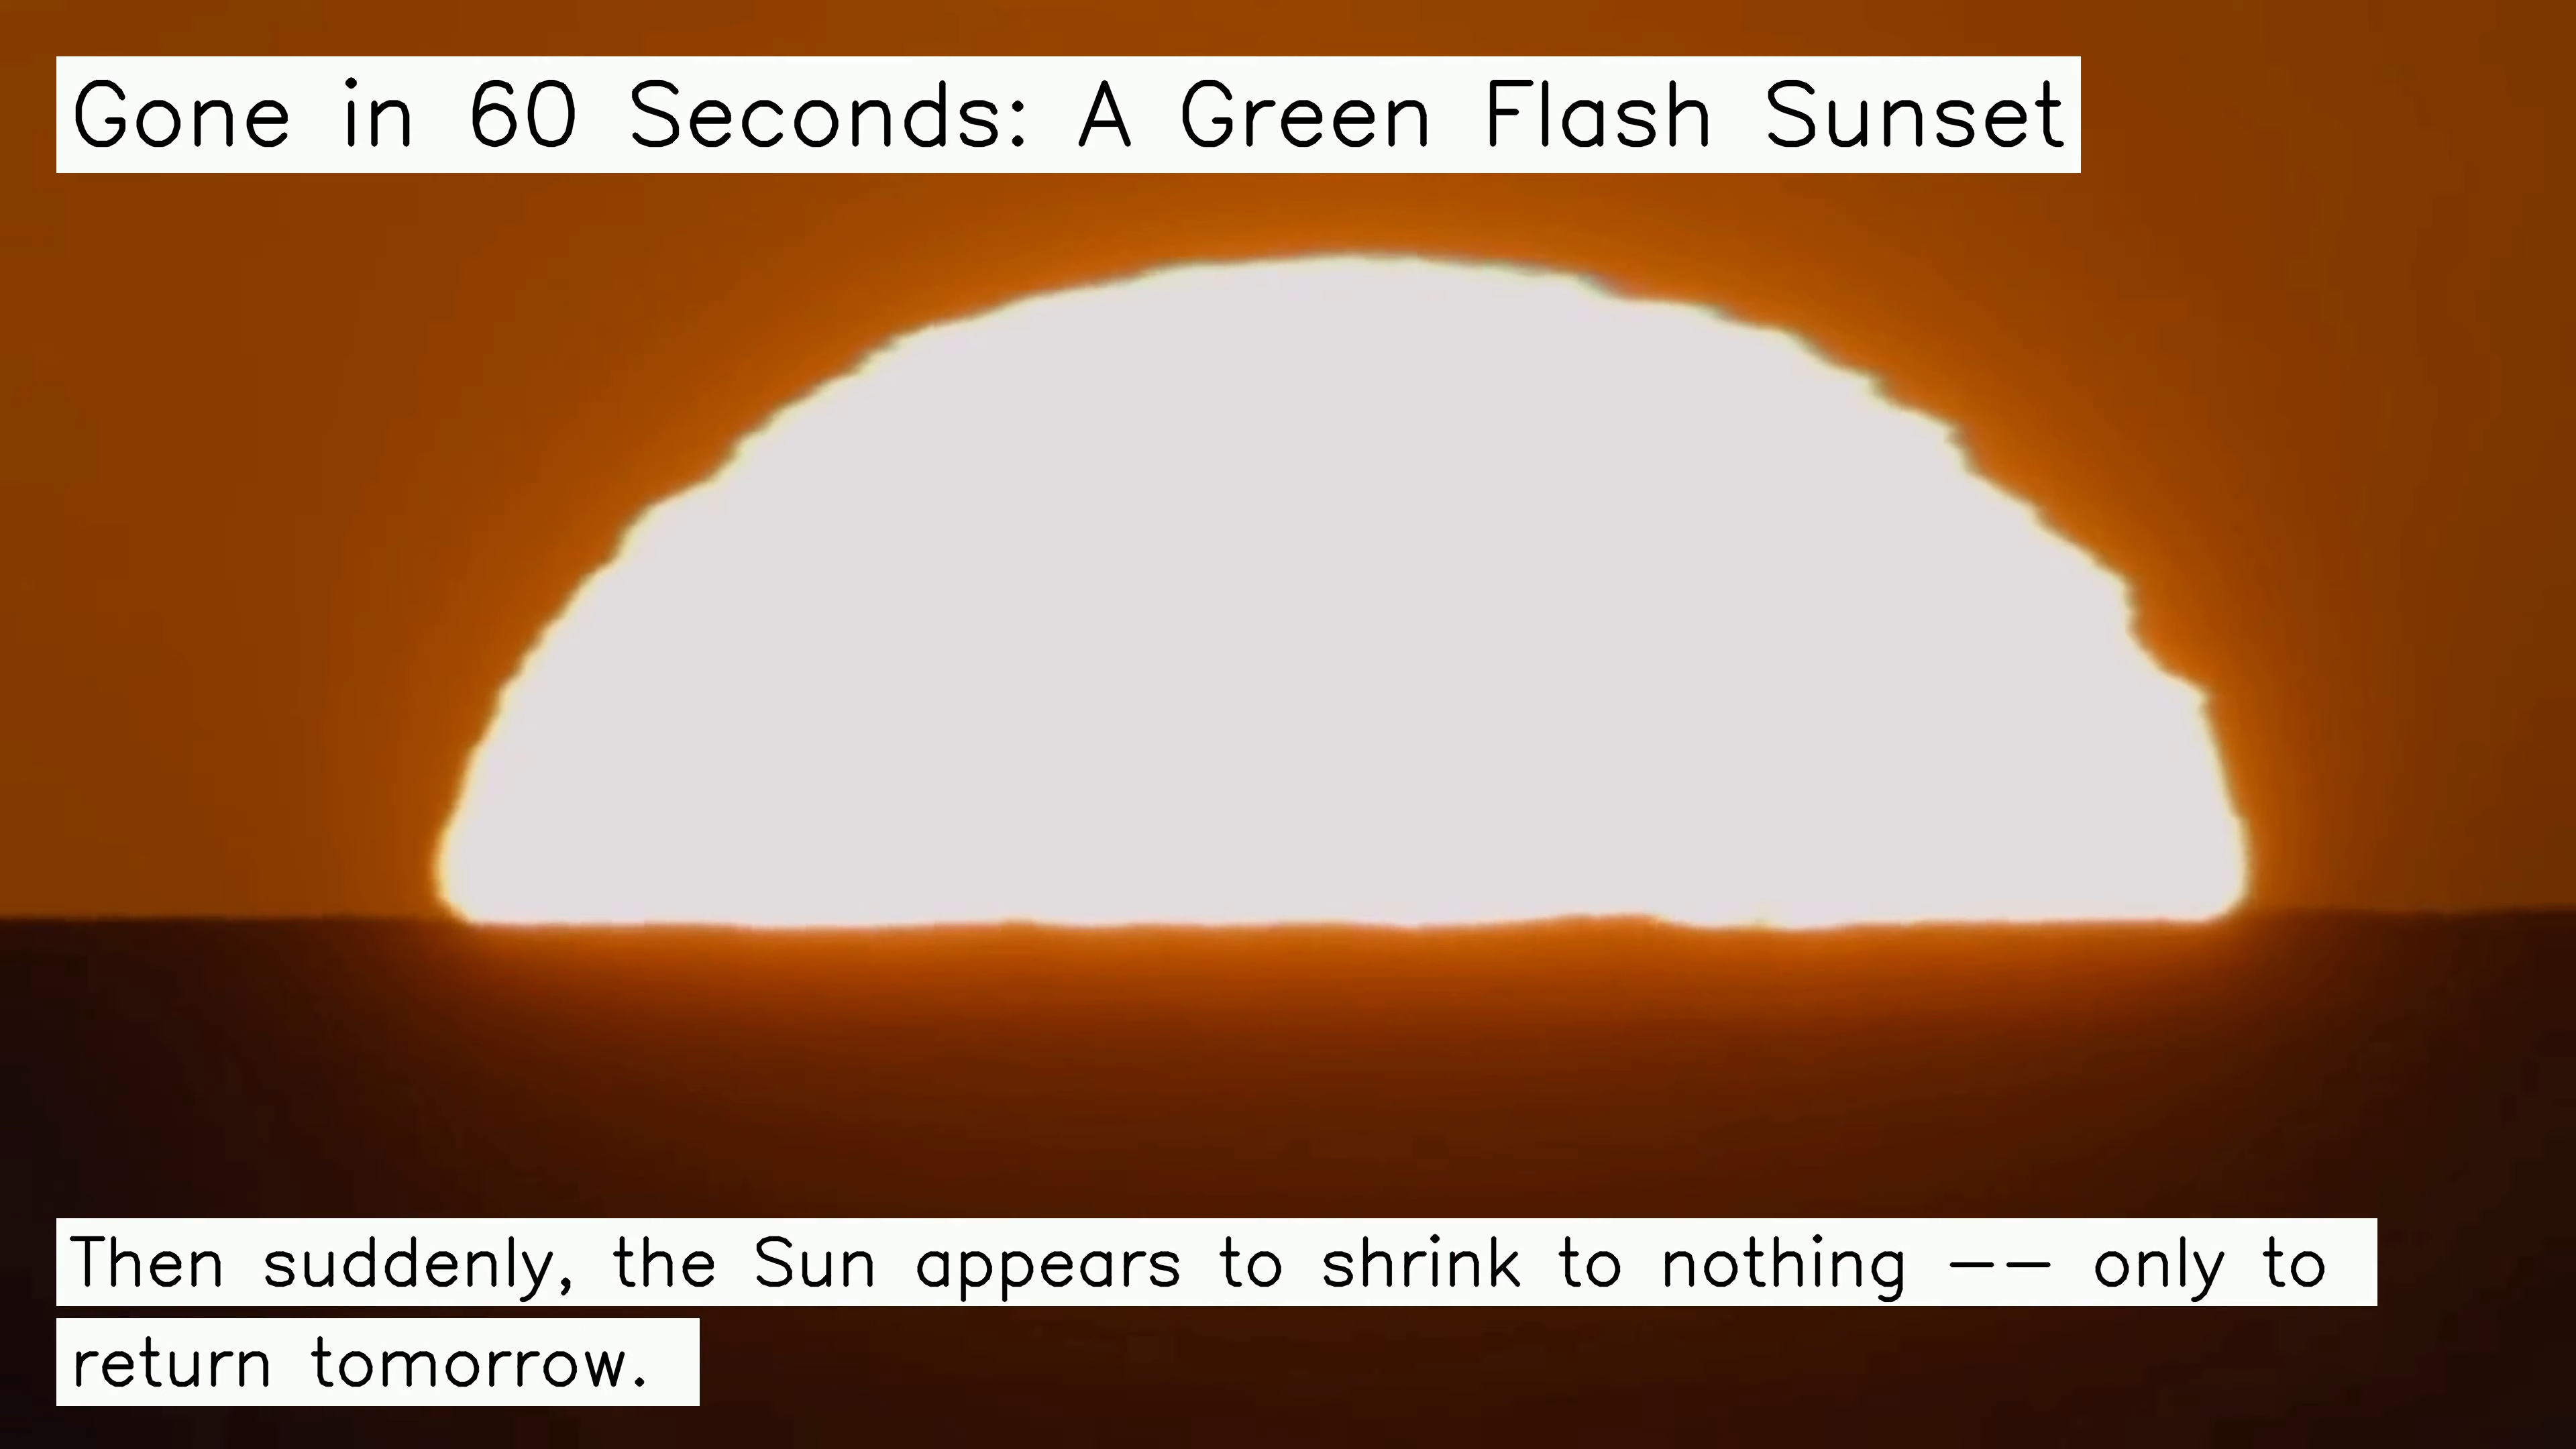 Gone in 60 Seconds: A Green Flash Sunset
Then suddenly, the Sun appears to shrink to nothing -- only to
return tomorrow.